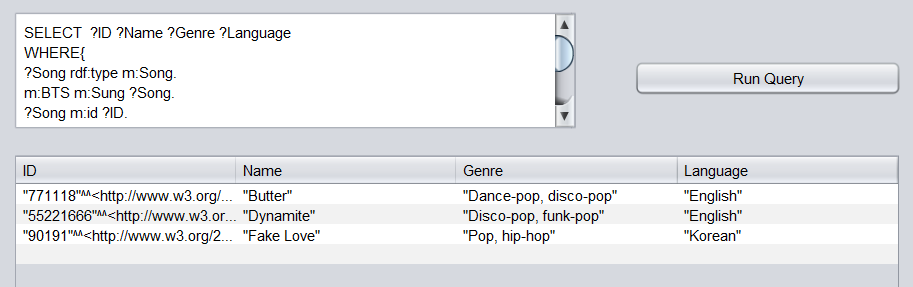 SELECT ?ID ?Name ?Genre ?Language
WHERE{
?Song rdf:type m:Song.
m:BTS m:Sung ?Song.
?Song m:id ?ID.
Run Query
ID Name Genre Language
"771118"^^<http://www.w3.org/... "Butter" "Dance-pop, disco-pop" "English"
"55221666"^^<http://www.w3.or... "Dynamite" "Disco-pop, funk-pop" "English"
"90191"^^<http://www.w3.org/2... "Fake Love" "Pop, hip-hop" "Korean"